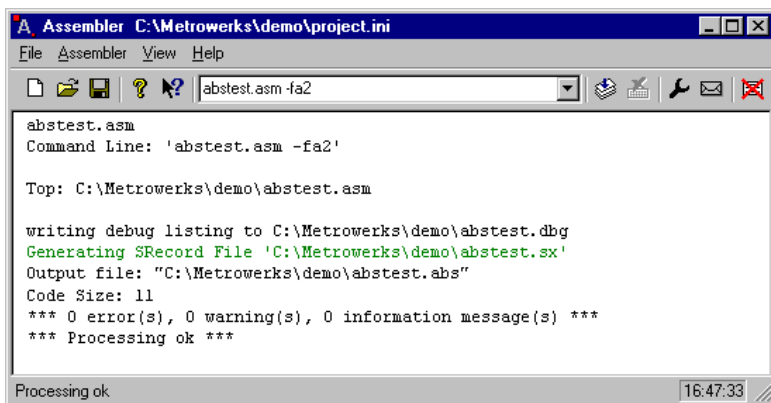 Assembler C:\Metrowerks\demo\project.ini
File Assembler View Help
abstest.asm -fa2
abstest.asm
Command Line: 'abstest.asm -fa2'
Top: C:\Metrowerks\demo\abstest.asm
writing debug listing to C:\Metrowerks\demo\abstest.dbg
Generating SRecord File 'C:\Metrowerks\demo\abstest.sx'
Output file: "C:\Metrowerks\demo\abstest.abs"
Code Size: 11
*** 0 error(s), 0 warning(s), 0 information message(s) ***
*** Processing ok ***
Processing ok 16:47:33